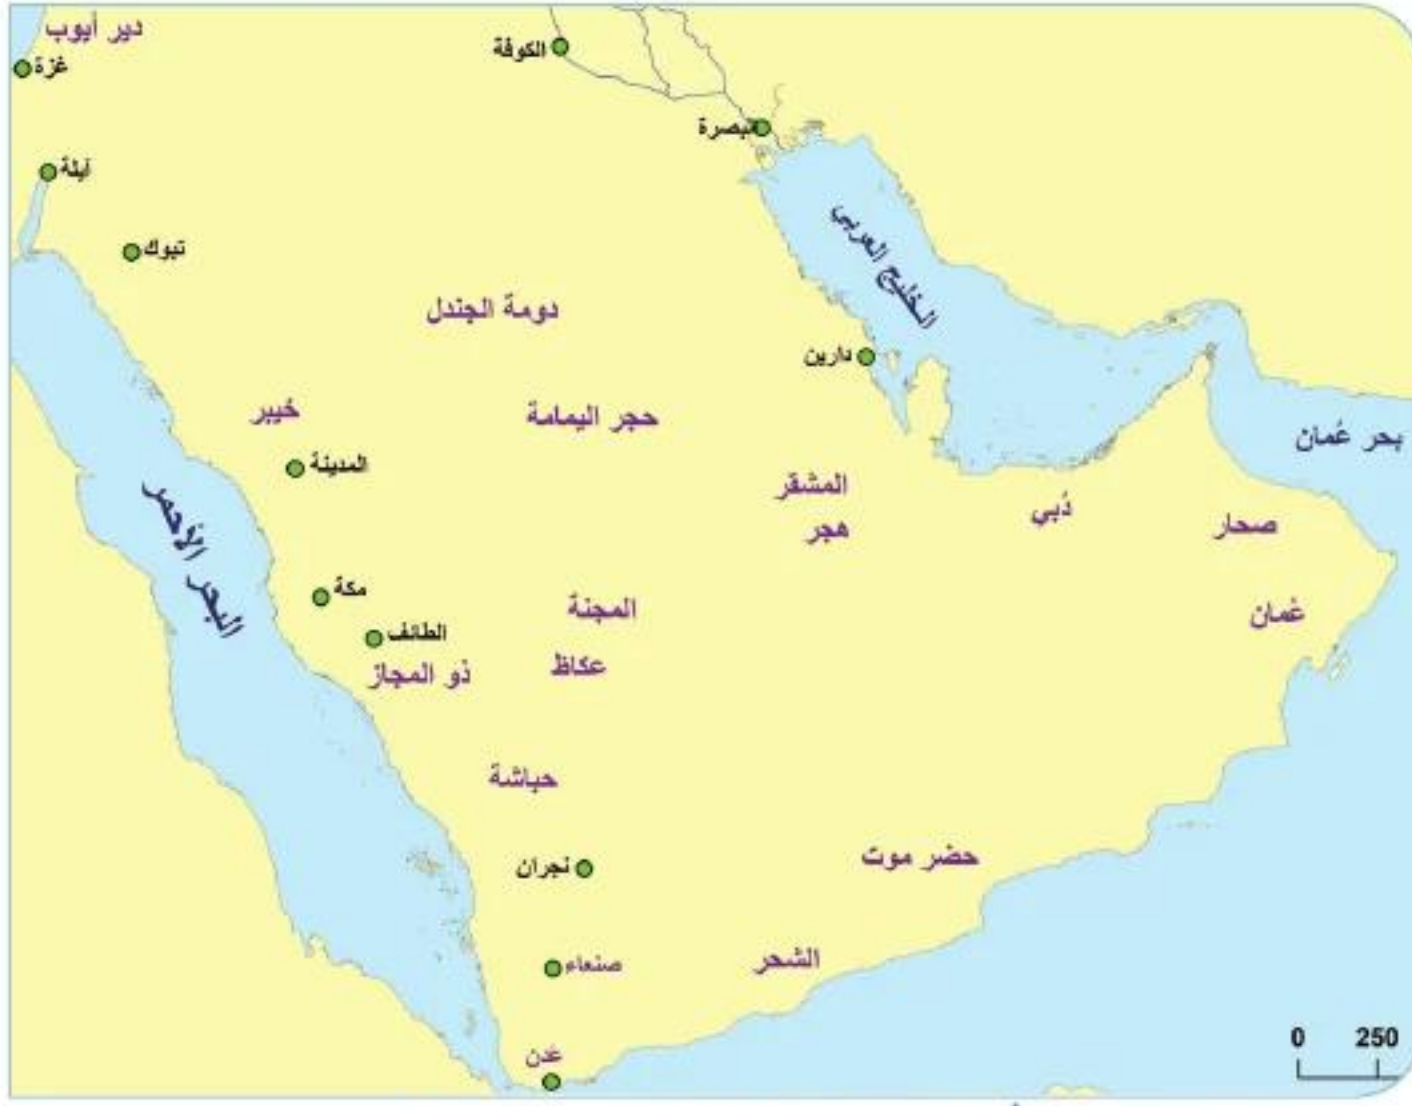 دير أيوب
غزة
الكوفة
البصرة
أيلة
تبوك
الخليج العربي
دومة الجندل
دارين
خيبر
حجر اليمامة
بحر عُمان
المدينة
المشقر
هجر
دُبي
صحار
البحر الأحمر
مكة
المجنة
عُمان
الطائف
ذو المجاز
عكاظ
حباشة
حضر موت
نجران
الشحر
صنعاء
عدن
0 250